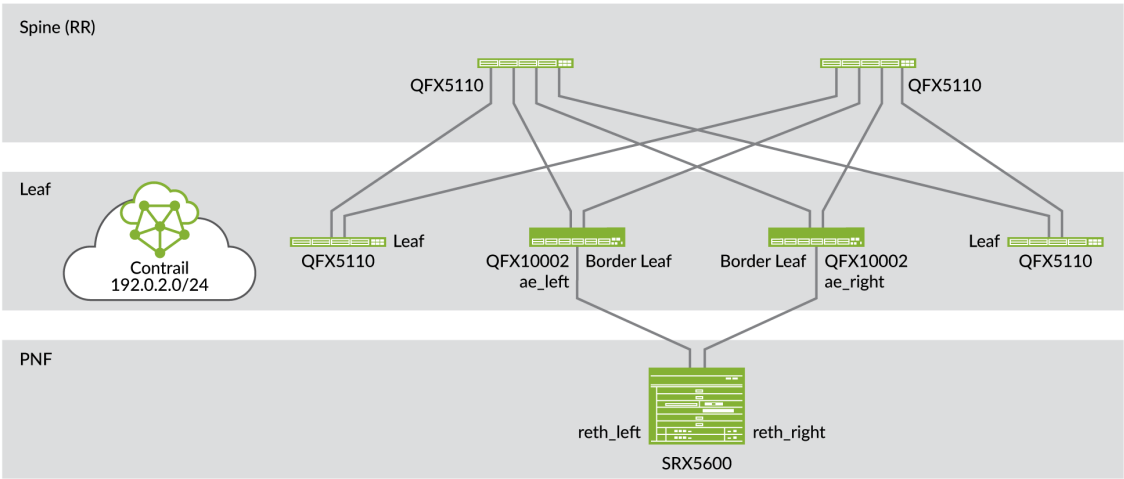 Spine (RR)
QFX5110
QFX5110
Leaf
Contrail
192.0.2.0/24
Leaf
QFX5110
QFX10002
ae_left
Border Leaf
Border Leaf
QFX10002
ae_right
Leaf
QFX5110
PNF
reth_left
reth_right
SRX5600